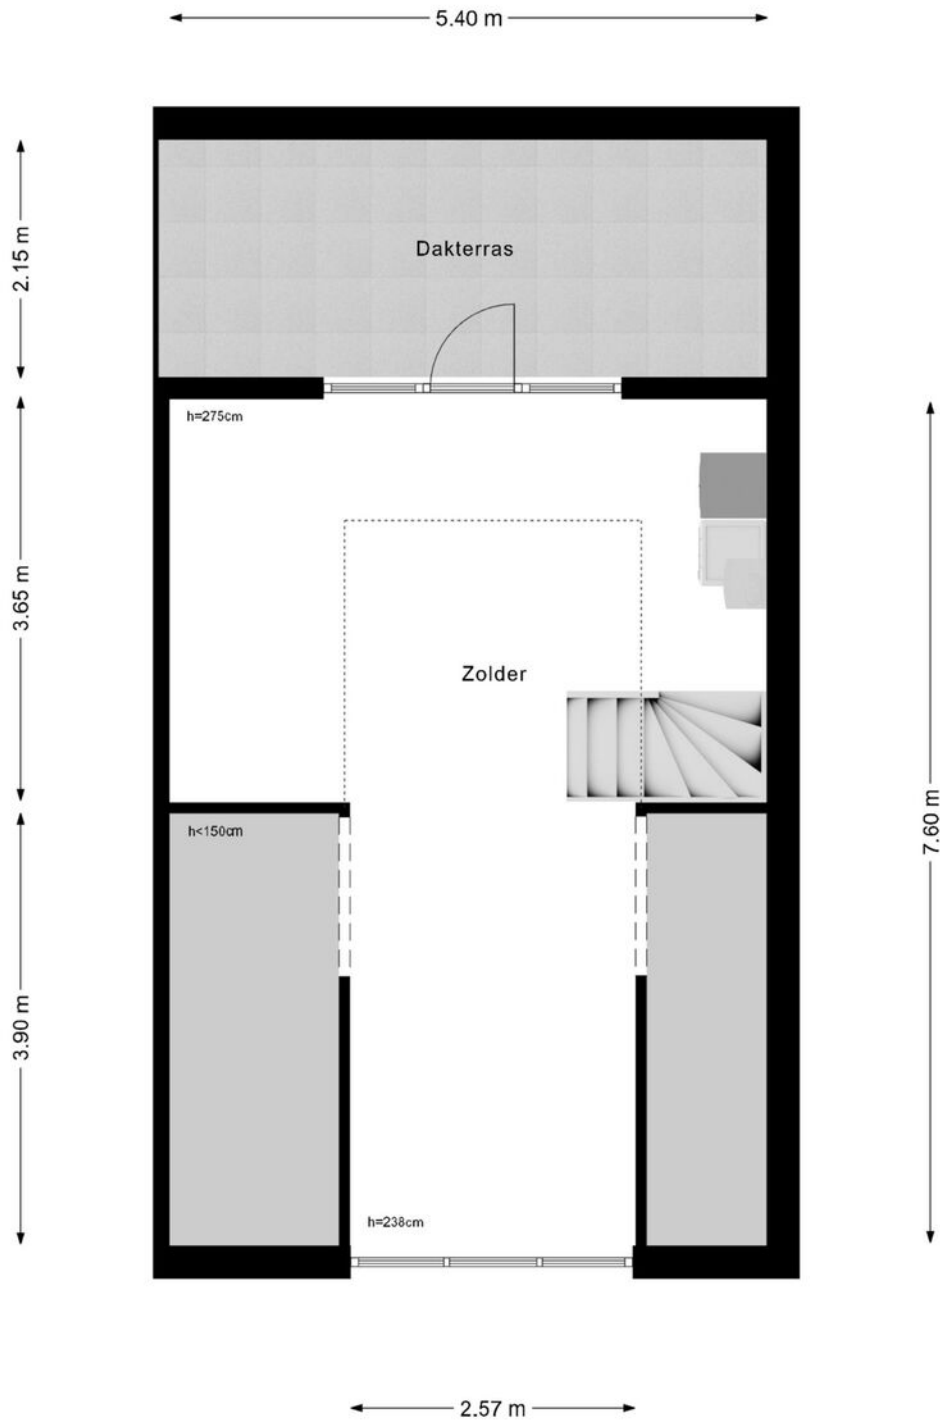 5.40 m
2.15 m
Dakterras
h=275cm
3.65 m
Zolder
7.60 m
h<150cm
3.90 m
h=238cm
2.57 m